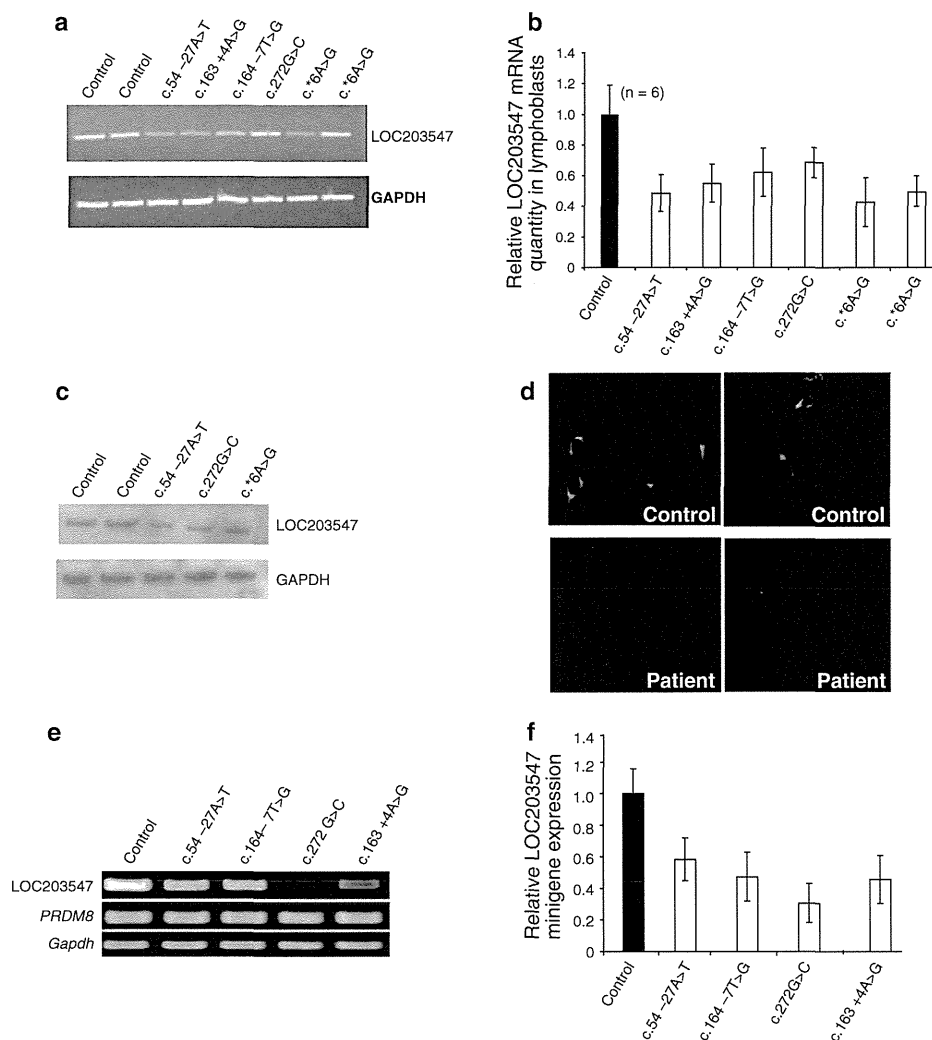 a
Control
Control
c.54 –27A>T
c.163 +4A>G
c.164 –7T>G
c.272G>C
c.*6A>G
c.*6A>G
LOC203547
GAPDH
b
Relative LOC203547 mRNA
quantity in lymphoblasts
1.4
1.2
1.0
0.8
0.6
0.4
0.2
0
(n = 6)
Control
c.54 –27A>T
c.163 +4A>G
c.164 –7T>G
c.272G>C
c.*6A>G
c.*6A>G
c
Control
Control
c.54 –27A>T
c.272G>C
c.*6A>G
LOC203547
GAPDH
d
Control
Control
Patient
Patient
e
Control
c.54 –27A>T
c.164– 7T>G
c.272 G>C
c.163 +4A>G
LOC203547
PRDM8
Gapdh
f
Relative LOC203547
minigene expression
1.4
1.2
1.0
0.8
0.6
0.4
0.2
0
Control
c.54 –27A>T
c.164 –7T>G
c.272G>C
c.163 +4A>G